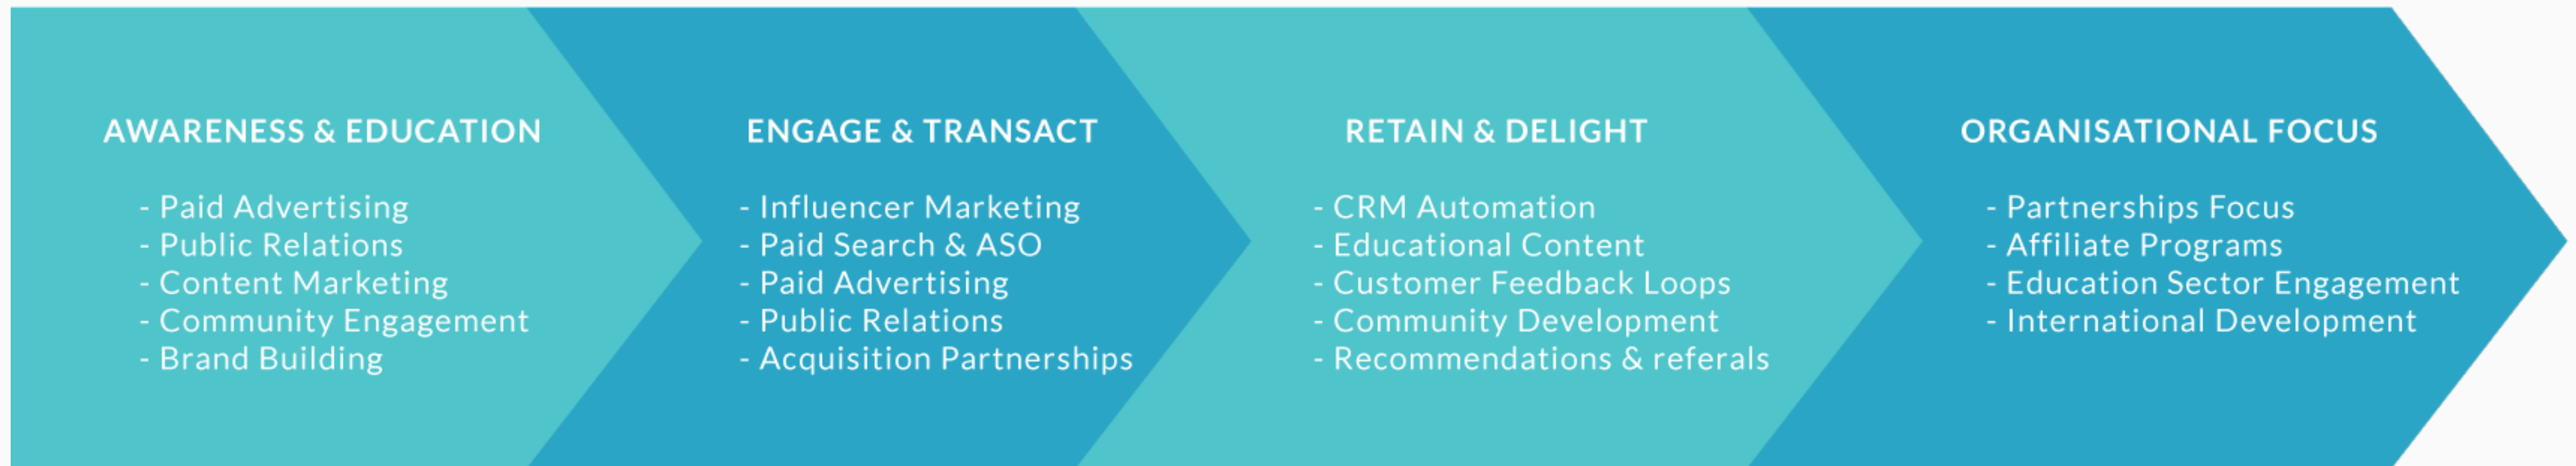 AWARENESS & EDUCATION
- Paid Advertising
- Public Relations
- Content Marketing
- Community Engagement
- Brand Building
ENGAGE & TRANSACT
- Influencer Marketing
- Paid Search & ASO
- Paid Advertising
- Public Relations
- Acquisition Partnerships
RETAIN & DELIGHT
- CRM Automation
- Educational Content
- Customer Feedback Loops
- Community Development
- Recommendations & referals
ORGANISATIONAL FOCUS
- Partnerships Focus
- Affiliate Programs
- Education Sector Engagement
- International Development